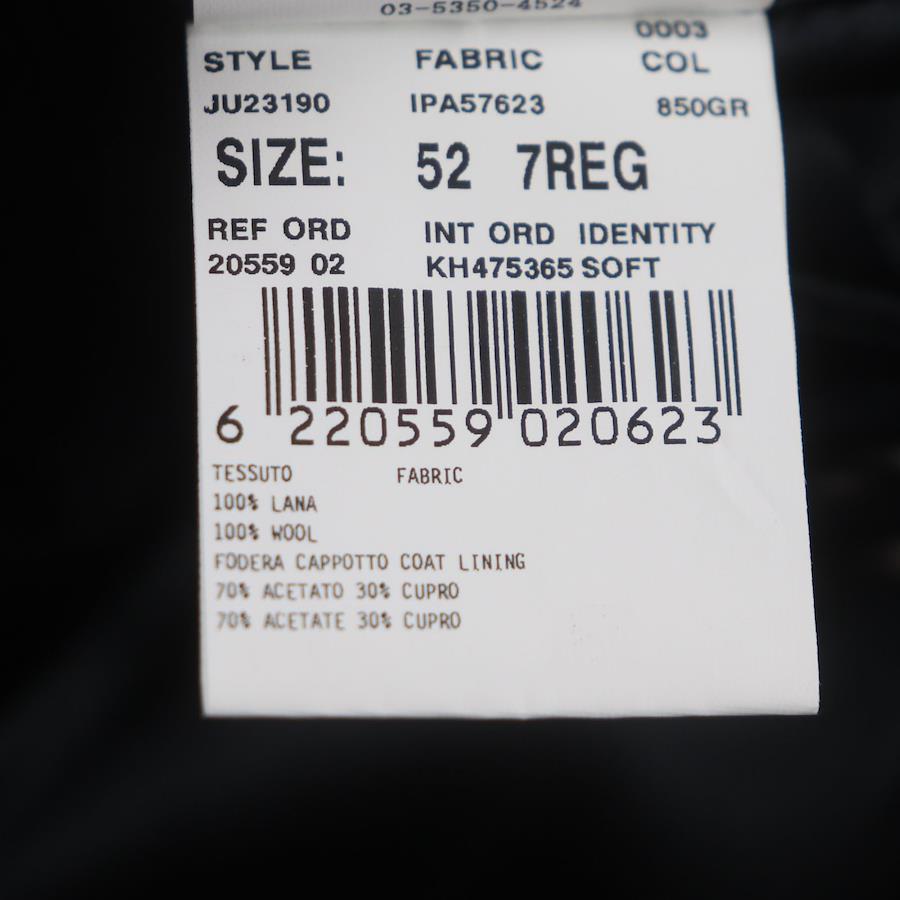 03-5350-4524
0003
STYLE FABRIC COL
JU23190 IPA57623 850GR
SIZE: 52 7REG
REF ORD INT ORD IDENTITY
20559 02 KH475365 SOFT
6 220559 020623
TESSUTO FABRIC
100% LANA
100% WOOL
FODERA CAPPOTTO COAT LINING
70% ACETATO 30% CUPRO
70% ACETATE 30% CUPRO